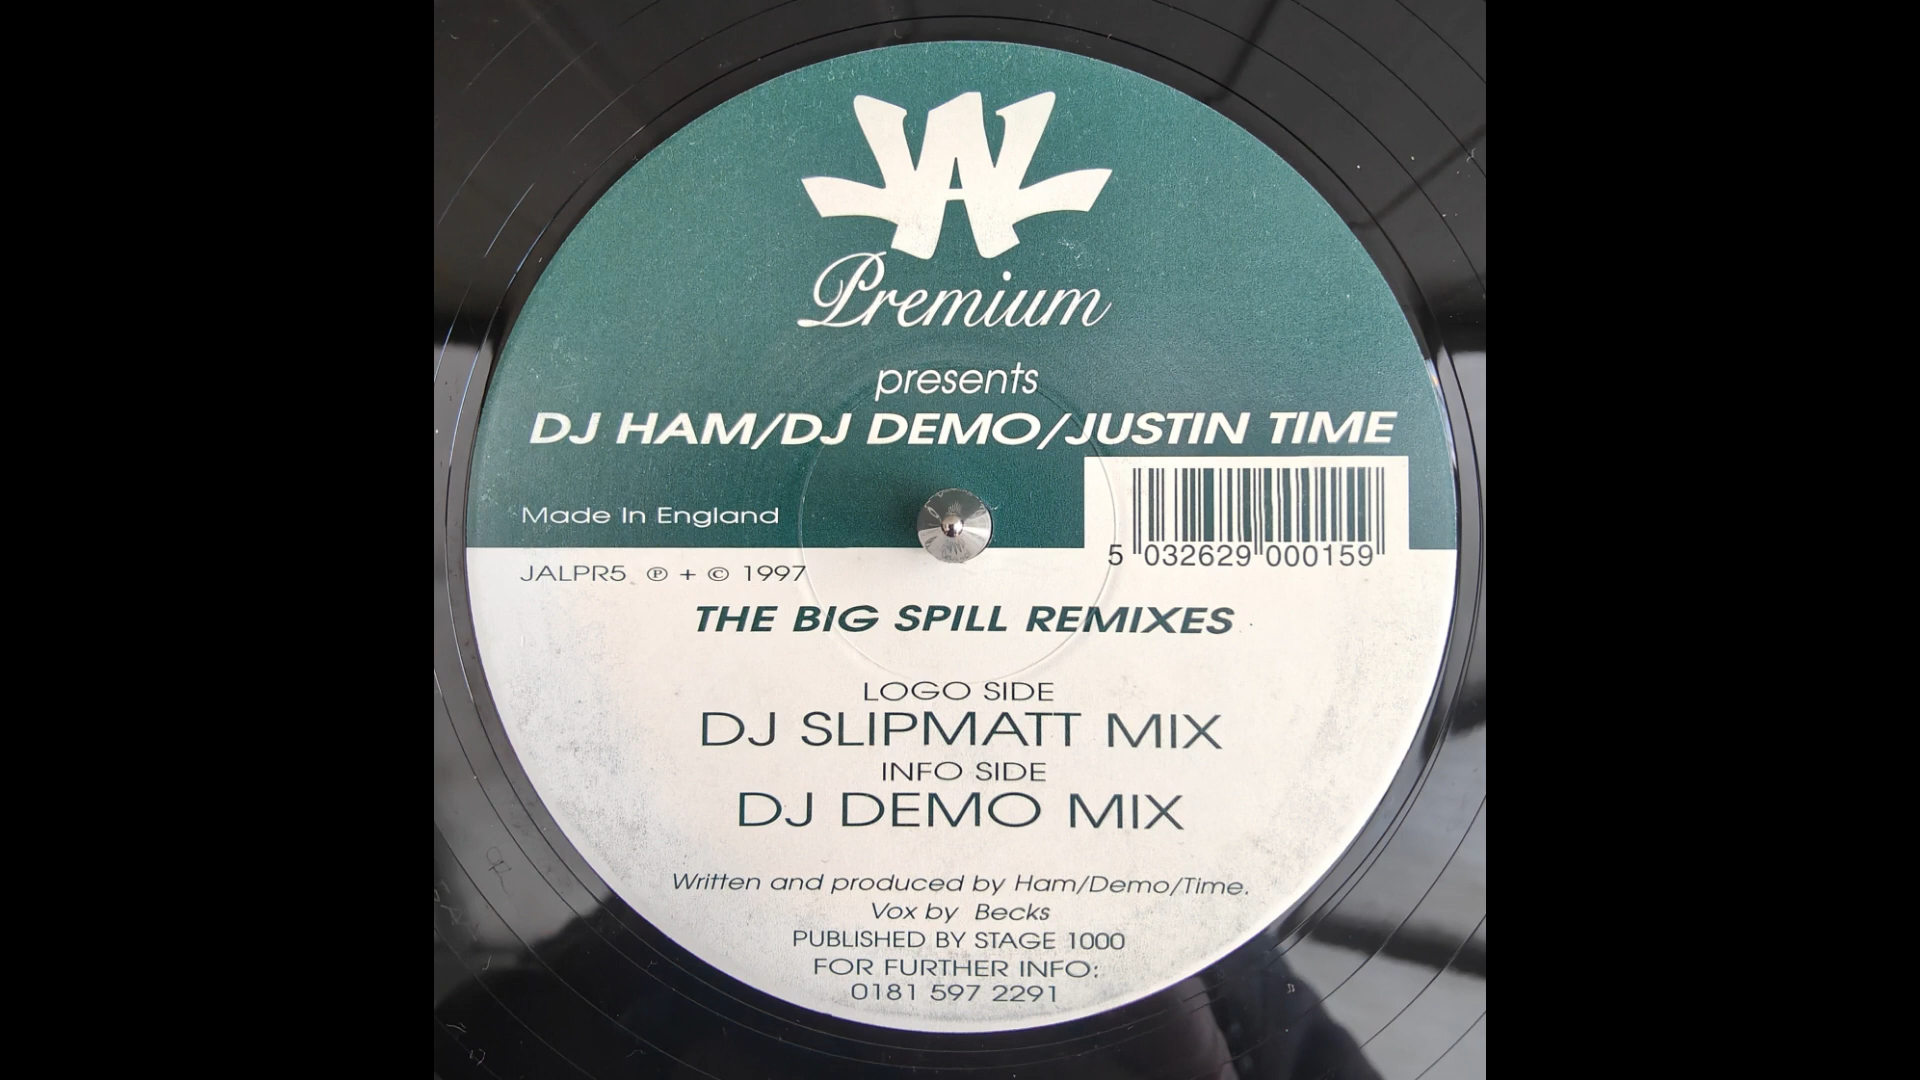 JAL
Premium
presents
DJ HAM/DJ DEMO/JUSTIN TIME
Made In England
5 032629 000159
JALPR5 ℗ + © 1997
THE BIG SPILL REMIXES
LOGO SIDE
DJ SLIPMATT MIX
INFO SIDE
DJ DEMO MIX
Written and produced by Ham/Demo/Time.
Vox by Becks
PUBLISHED BY STAGE 1000
FOR FURTHER INFO:
0181 597 2291